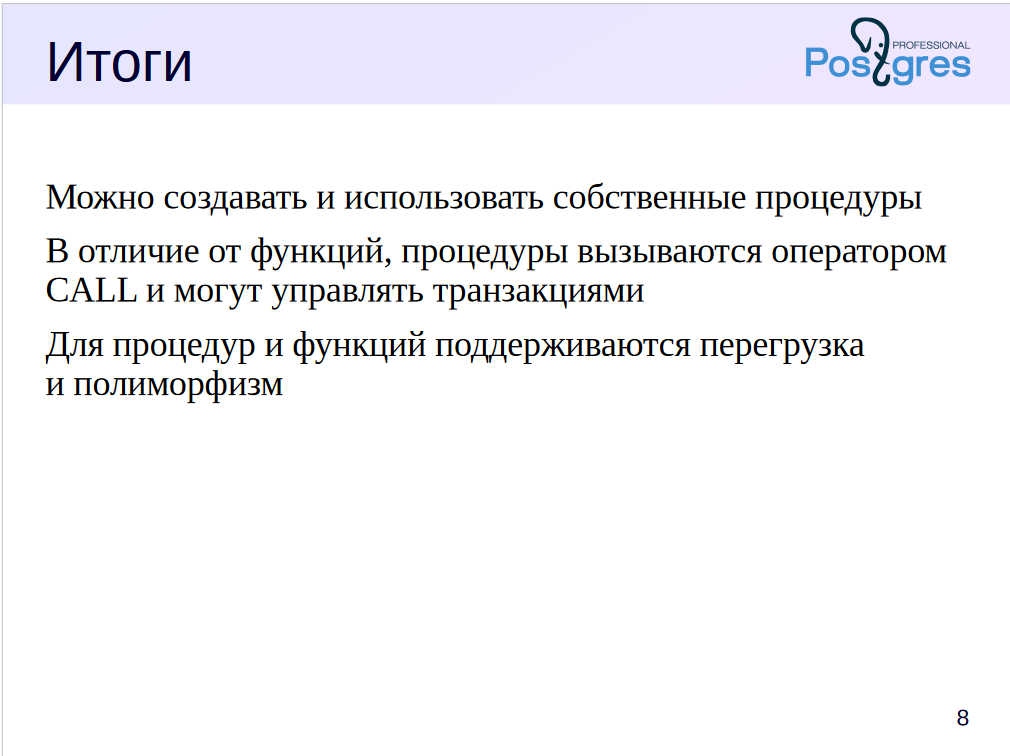 Итоги
PROFESSIONAL
Postgres
Можно создавать и использовать собственные процедуры
В отличие от функций, процедуры вызываются оператором
CALL и могут управлять транзакциями
Для процедур и функций поддерживаются перегрузка
и полиморфизм
8